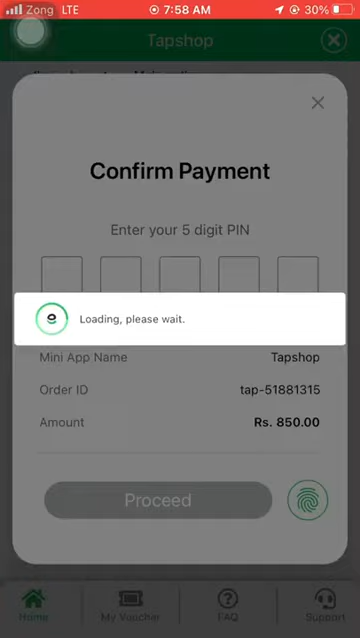 Zong LTE 7:58 AM 30%
Tapshop
Confirm Payment
Enter your 5 digit PIN
Loading, please wait.
Mini App Name Tapshop
Order ID tap-51881315
Amount Rs. 850.00
Proceed
Home My Voucher FAQ Support